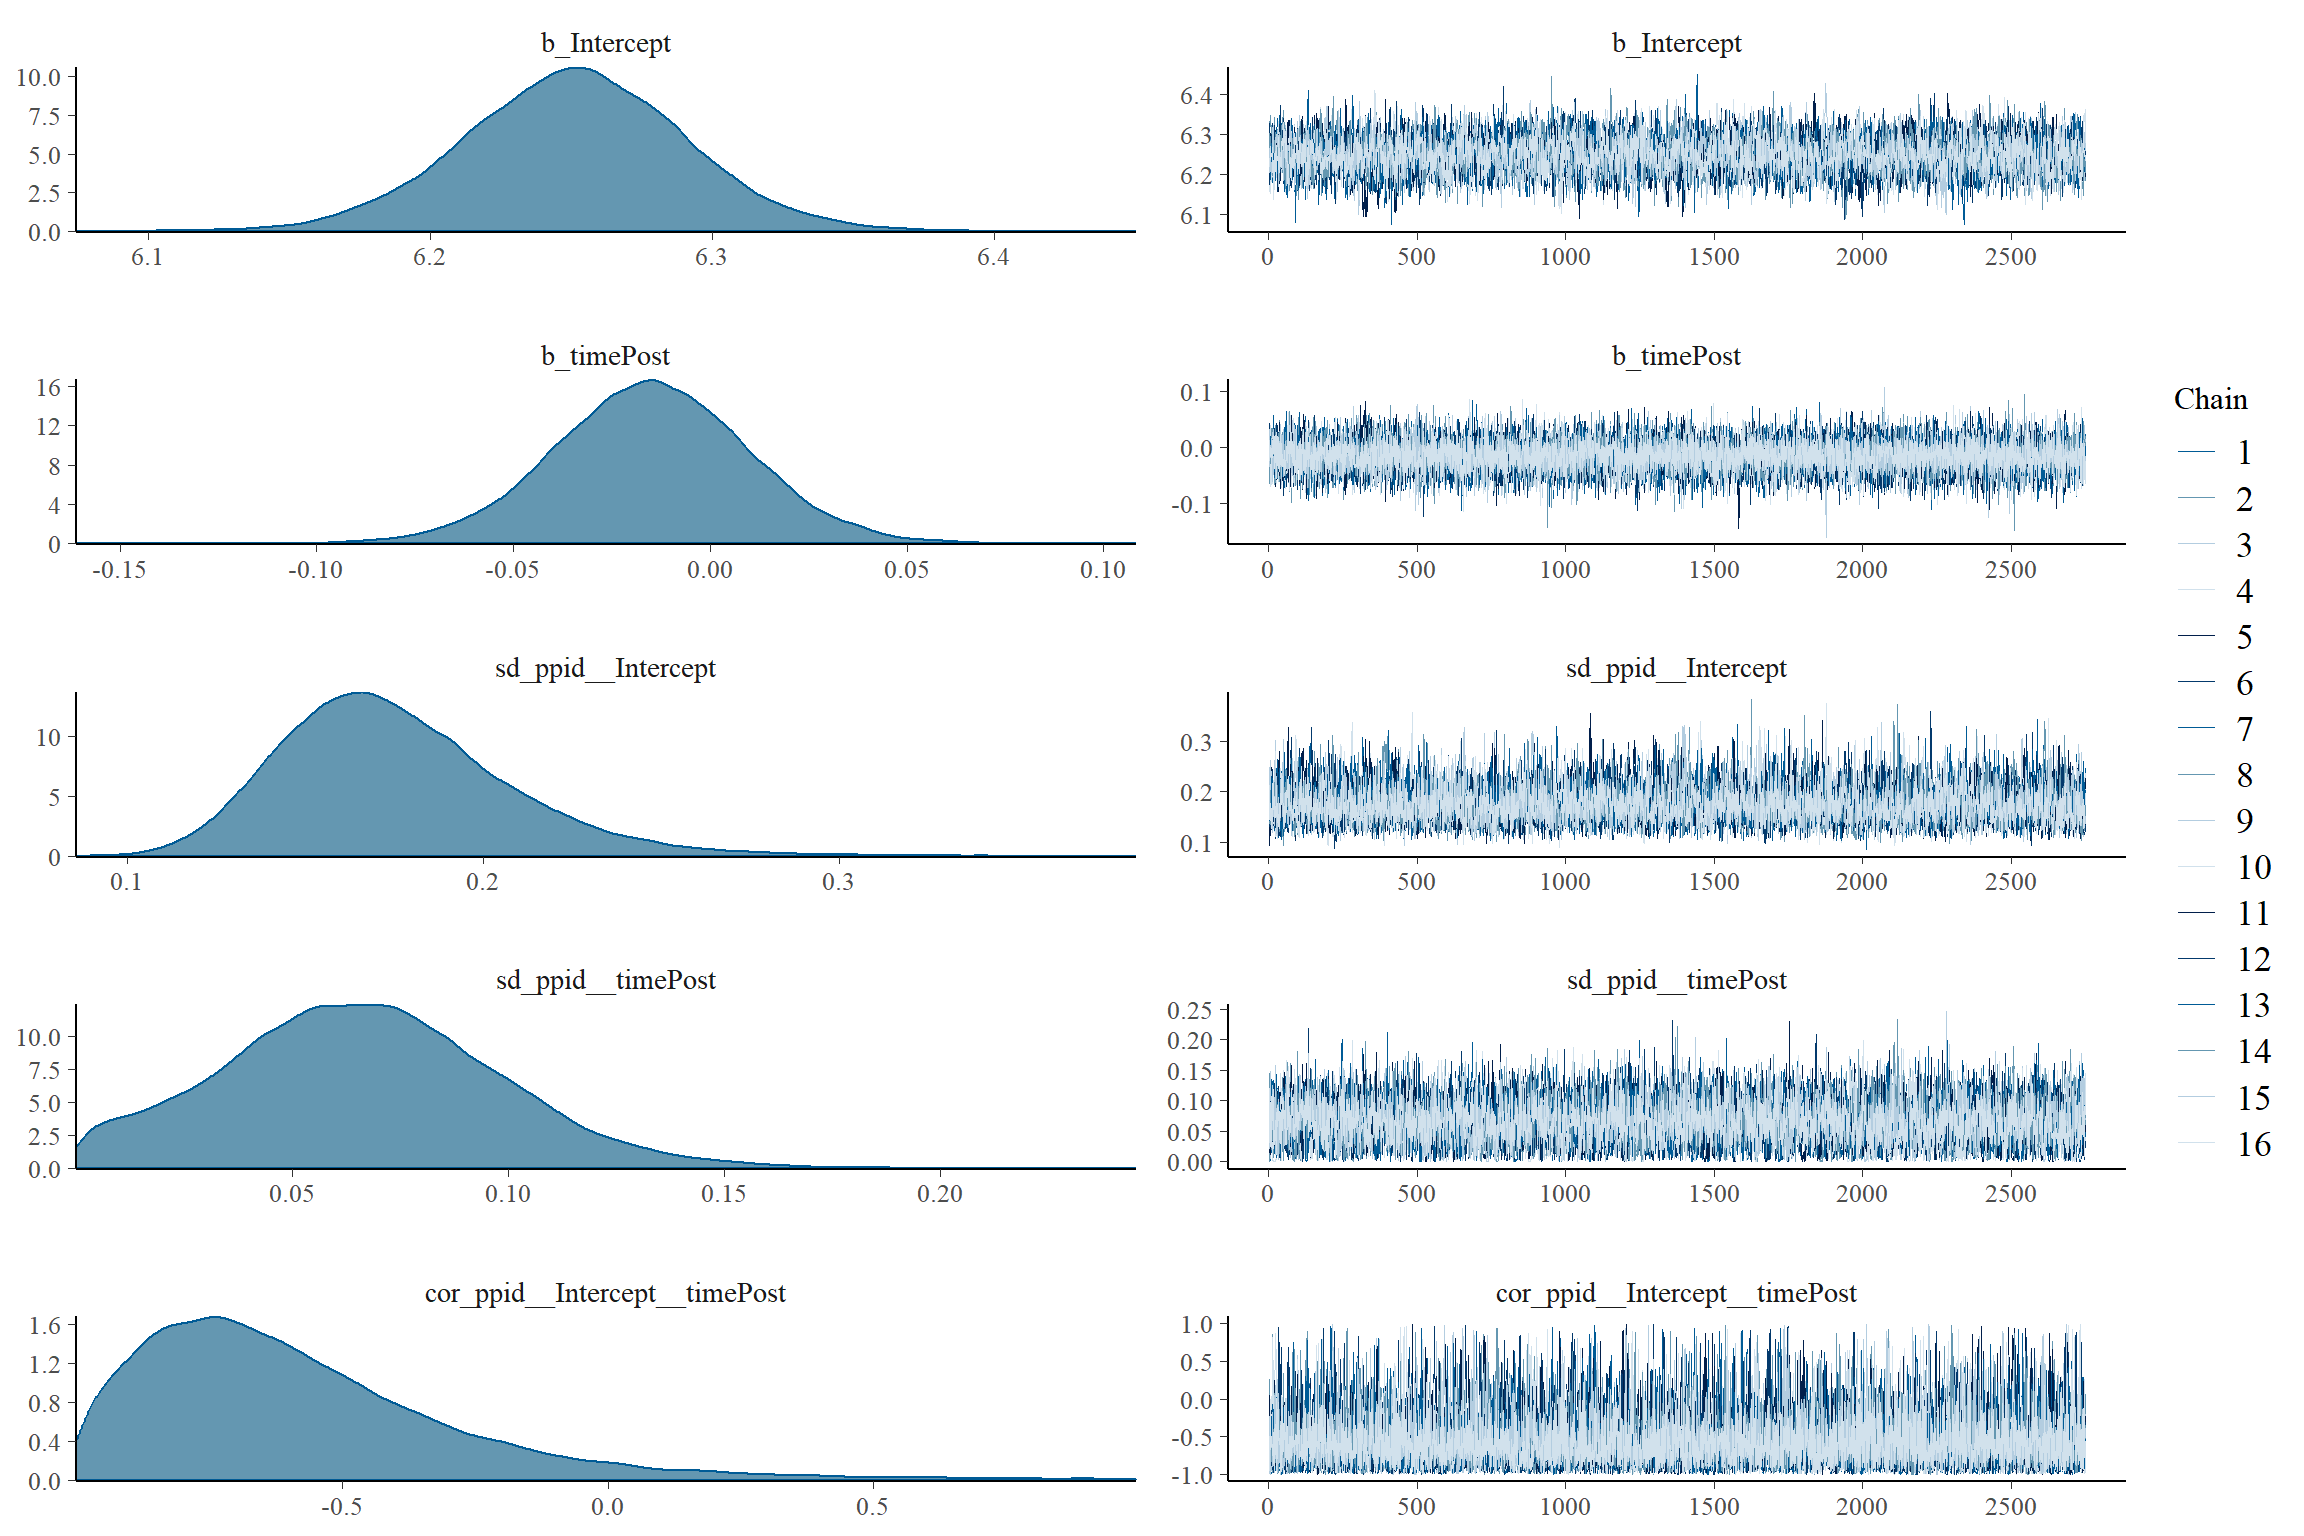 b_Intercept
10.0
7.5
5.0
2.5
0.0
6.1 6.2 6.3 6.4
b_Intercept
6.4
6.3
6.2
6.1
0 500 1000 1500 2000 2500
b_timePost
16
12
8
4
0
-0.15 -0.10 -0.05 0.00 0.05 0.10
b_timePost
0.1
0.0
-0.1
0 500 1000 1500 2000 2500
sd_ppid__Intercept
10
5
0
0.1 0.2 0.3
sd_ppid__Intercept
0.3
0.2
0.1
0 500 1000 1500 2000 2500
sd_ppid__timePost
10.0
7.5
5.0
2.5
0.0
0.05 0.10 0.15 0.20
sd_ppid__timePost
0.25
0.20
0.15
0.10
0.05
0.00
0 500 1000 1500 2000 2500
cor_ppid__Intercept__timePost
1.6
1.2
0.8
0.4
0.0
-0.5 0.0 0.5
cor_ppid__Intercept__timePost
1.0
0.5
0.0
-0.5
-1.0
0 500 1000 1500 2000 2500
Chain
1
2
3
4
5
6
7
8
9
10
11
12
13
14
15
16